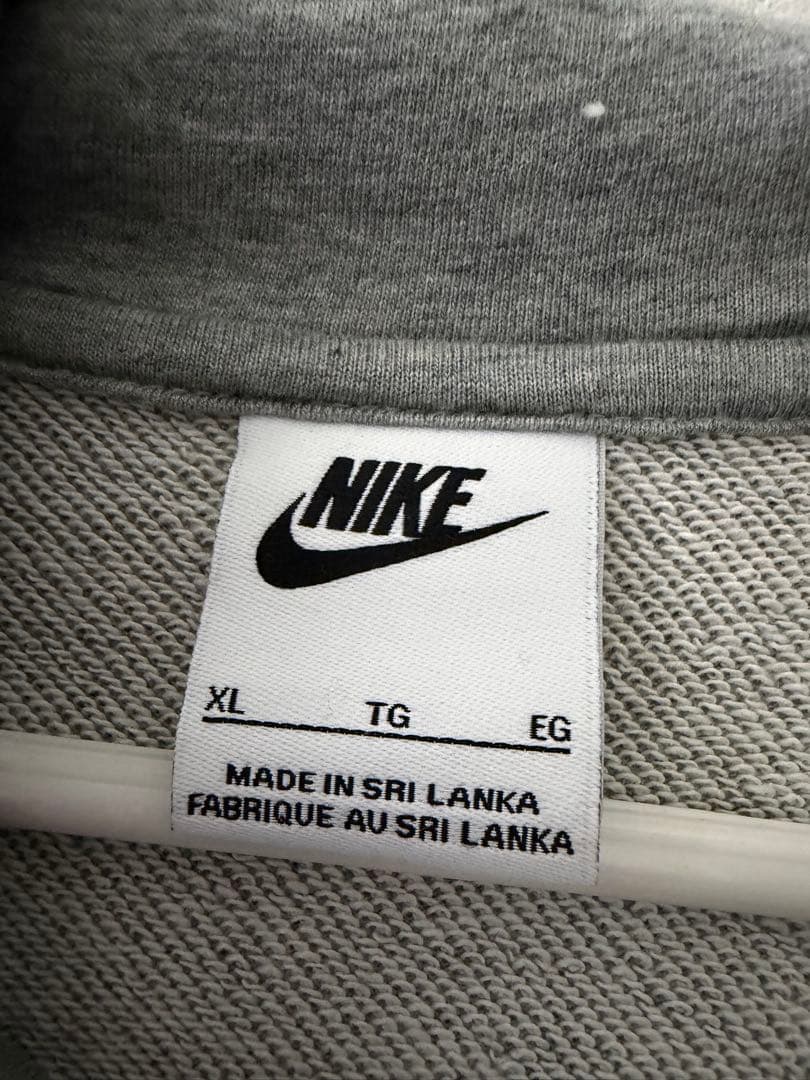 NIKE
XL TG EG
MADE IN SRI LANKA
FABRIQUE AU SRI LANKA